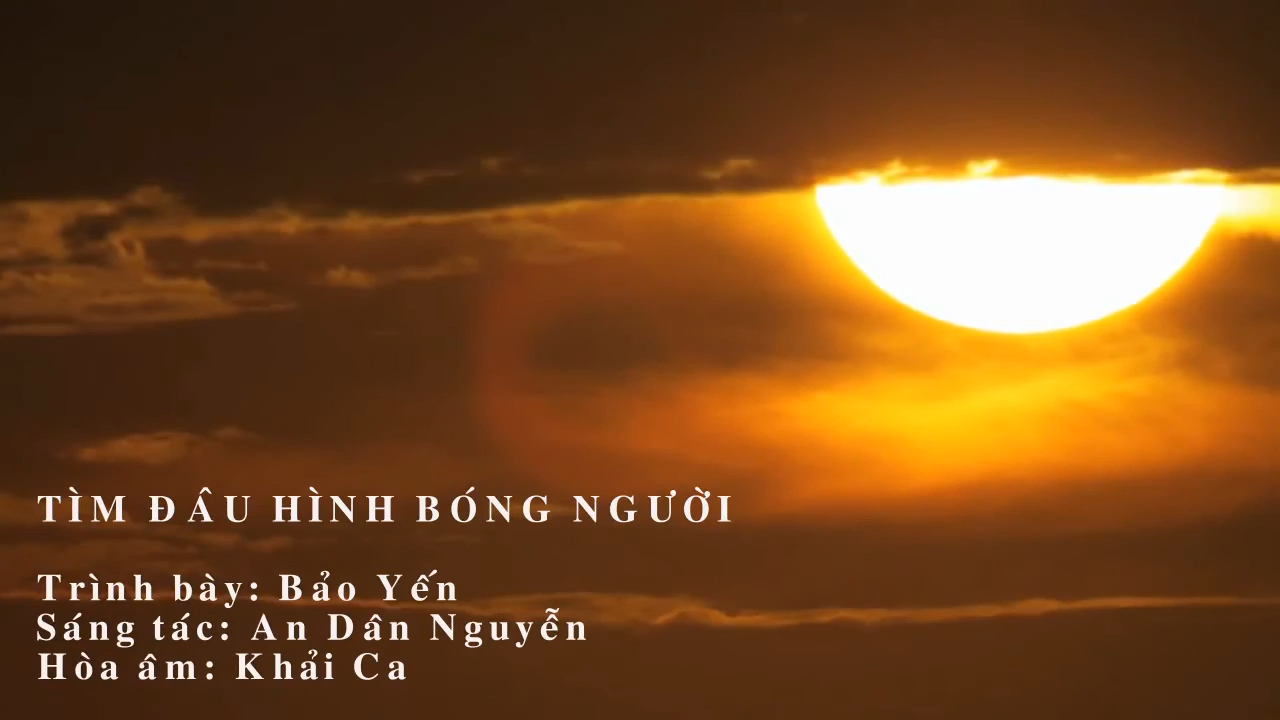 TÌM ĐÂU HÌNH BÓNG NGƯỜI
Trình bày: Bảo Yến
Sáng tác: An Dân Nguyễn
Hòa âm: Khải Ca